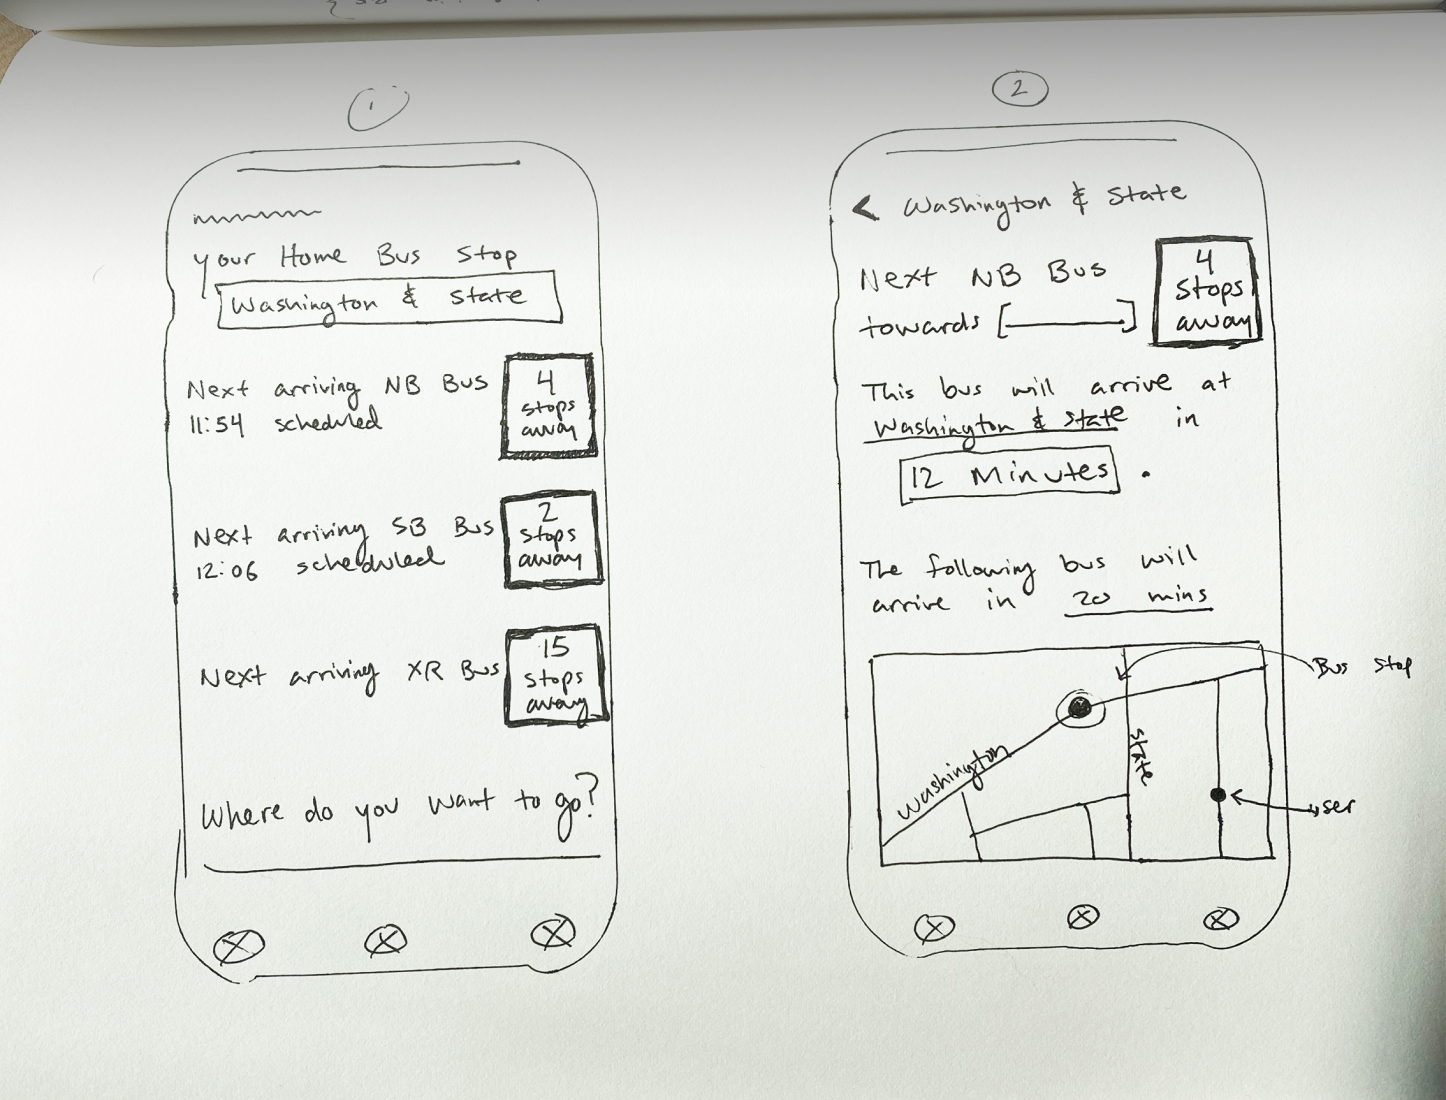 1
your Home Bus Stop
Washington & State
Next arriving NB Bus
11:54 scheduled
4
stops
away
Next arriving SB Bus
12:06 scheduled
2
stops
away
Next arriving XR Bus
15
stops
away
Where do you want to go?
2
< Washington & State
Next NB Bus
towards [ ]
4
stops
away
This bus will arrive at
Washington & State in
12 Minutes .
The following bus will
arrive in 20 mins
Bus Stop
Washington
State
user